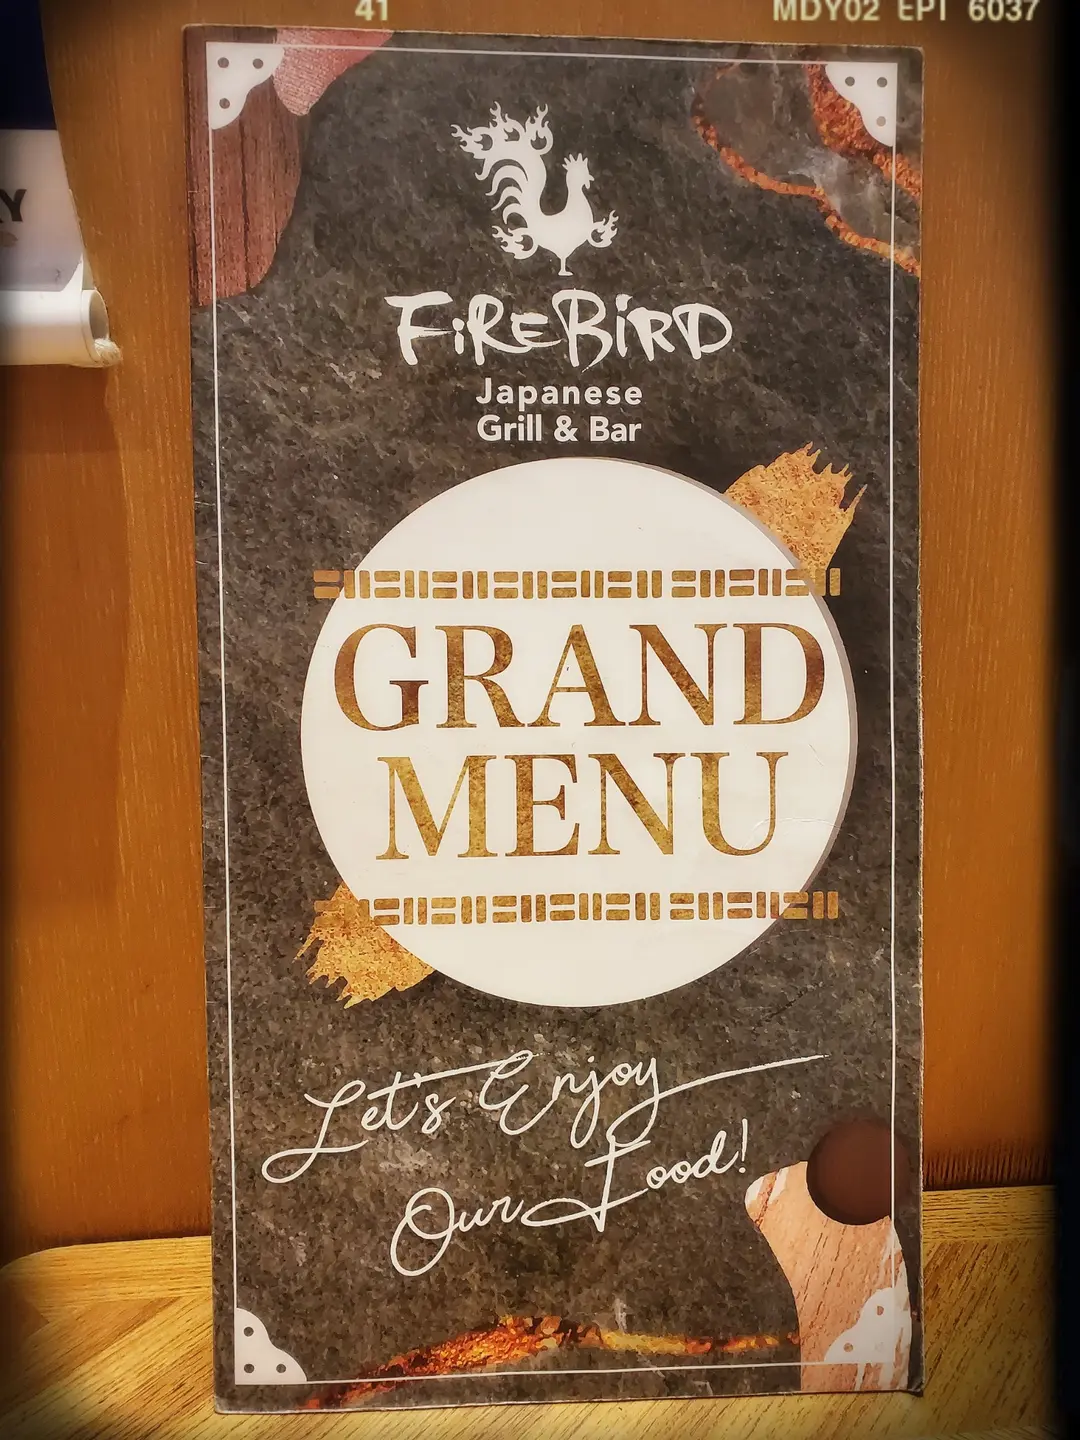 41
MDY02 EPI 6037
Y
FiREBiRD
Japanese
Grill & Bar
GRAND
MENU
Let's Enjoy
Our Food!